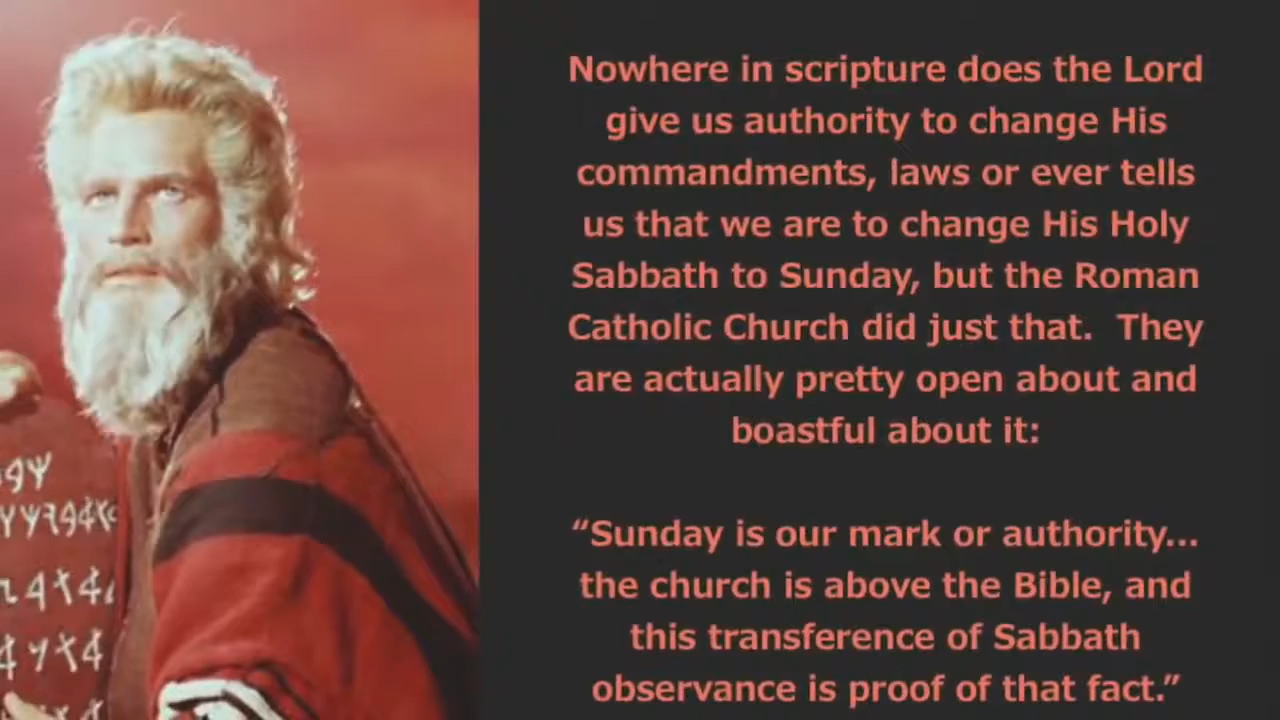 Nowhere in scripture does the Lord
give us authority to change His
commandments, laws or ever tells
us that we are to change His Holy
Sabbath to Sunday, but the Roman
Catholic Church did just that.  They
are actually pretty open about and
boastful about it:
“Sunday is our mark or authority...
the church is above the Bible, and
this transference of Sabbath
observance is proof of that fact.”